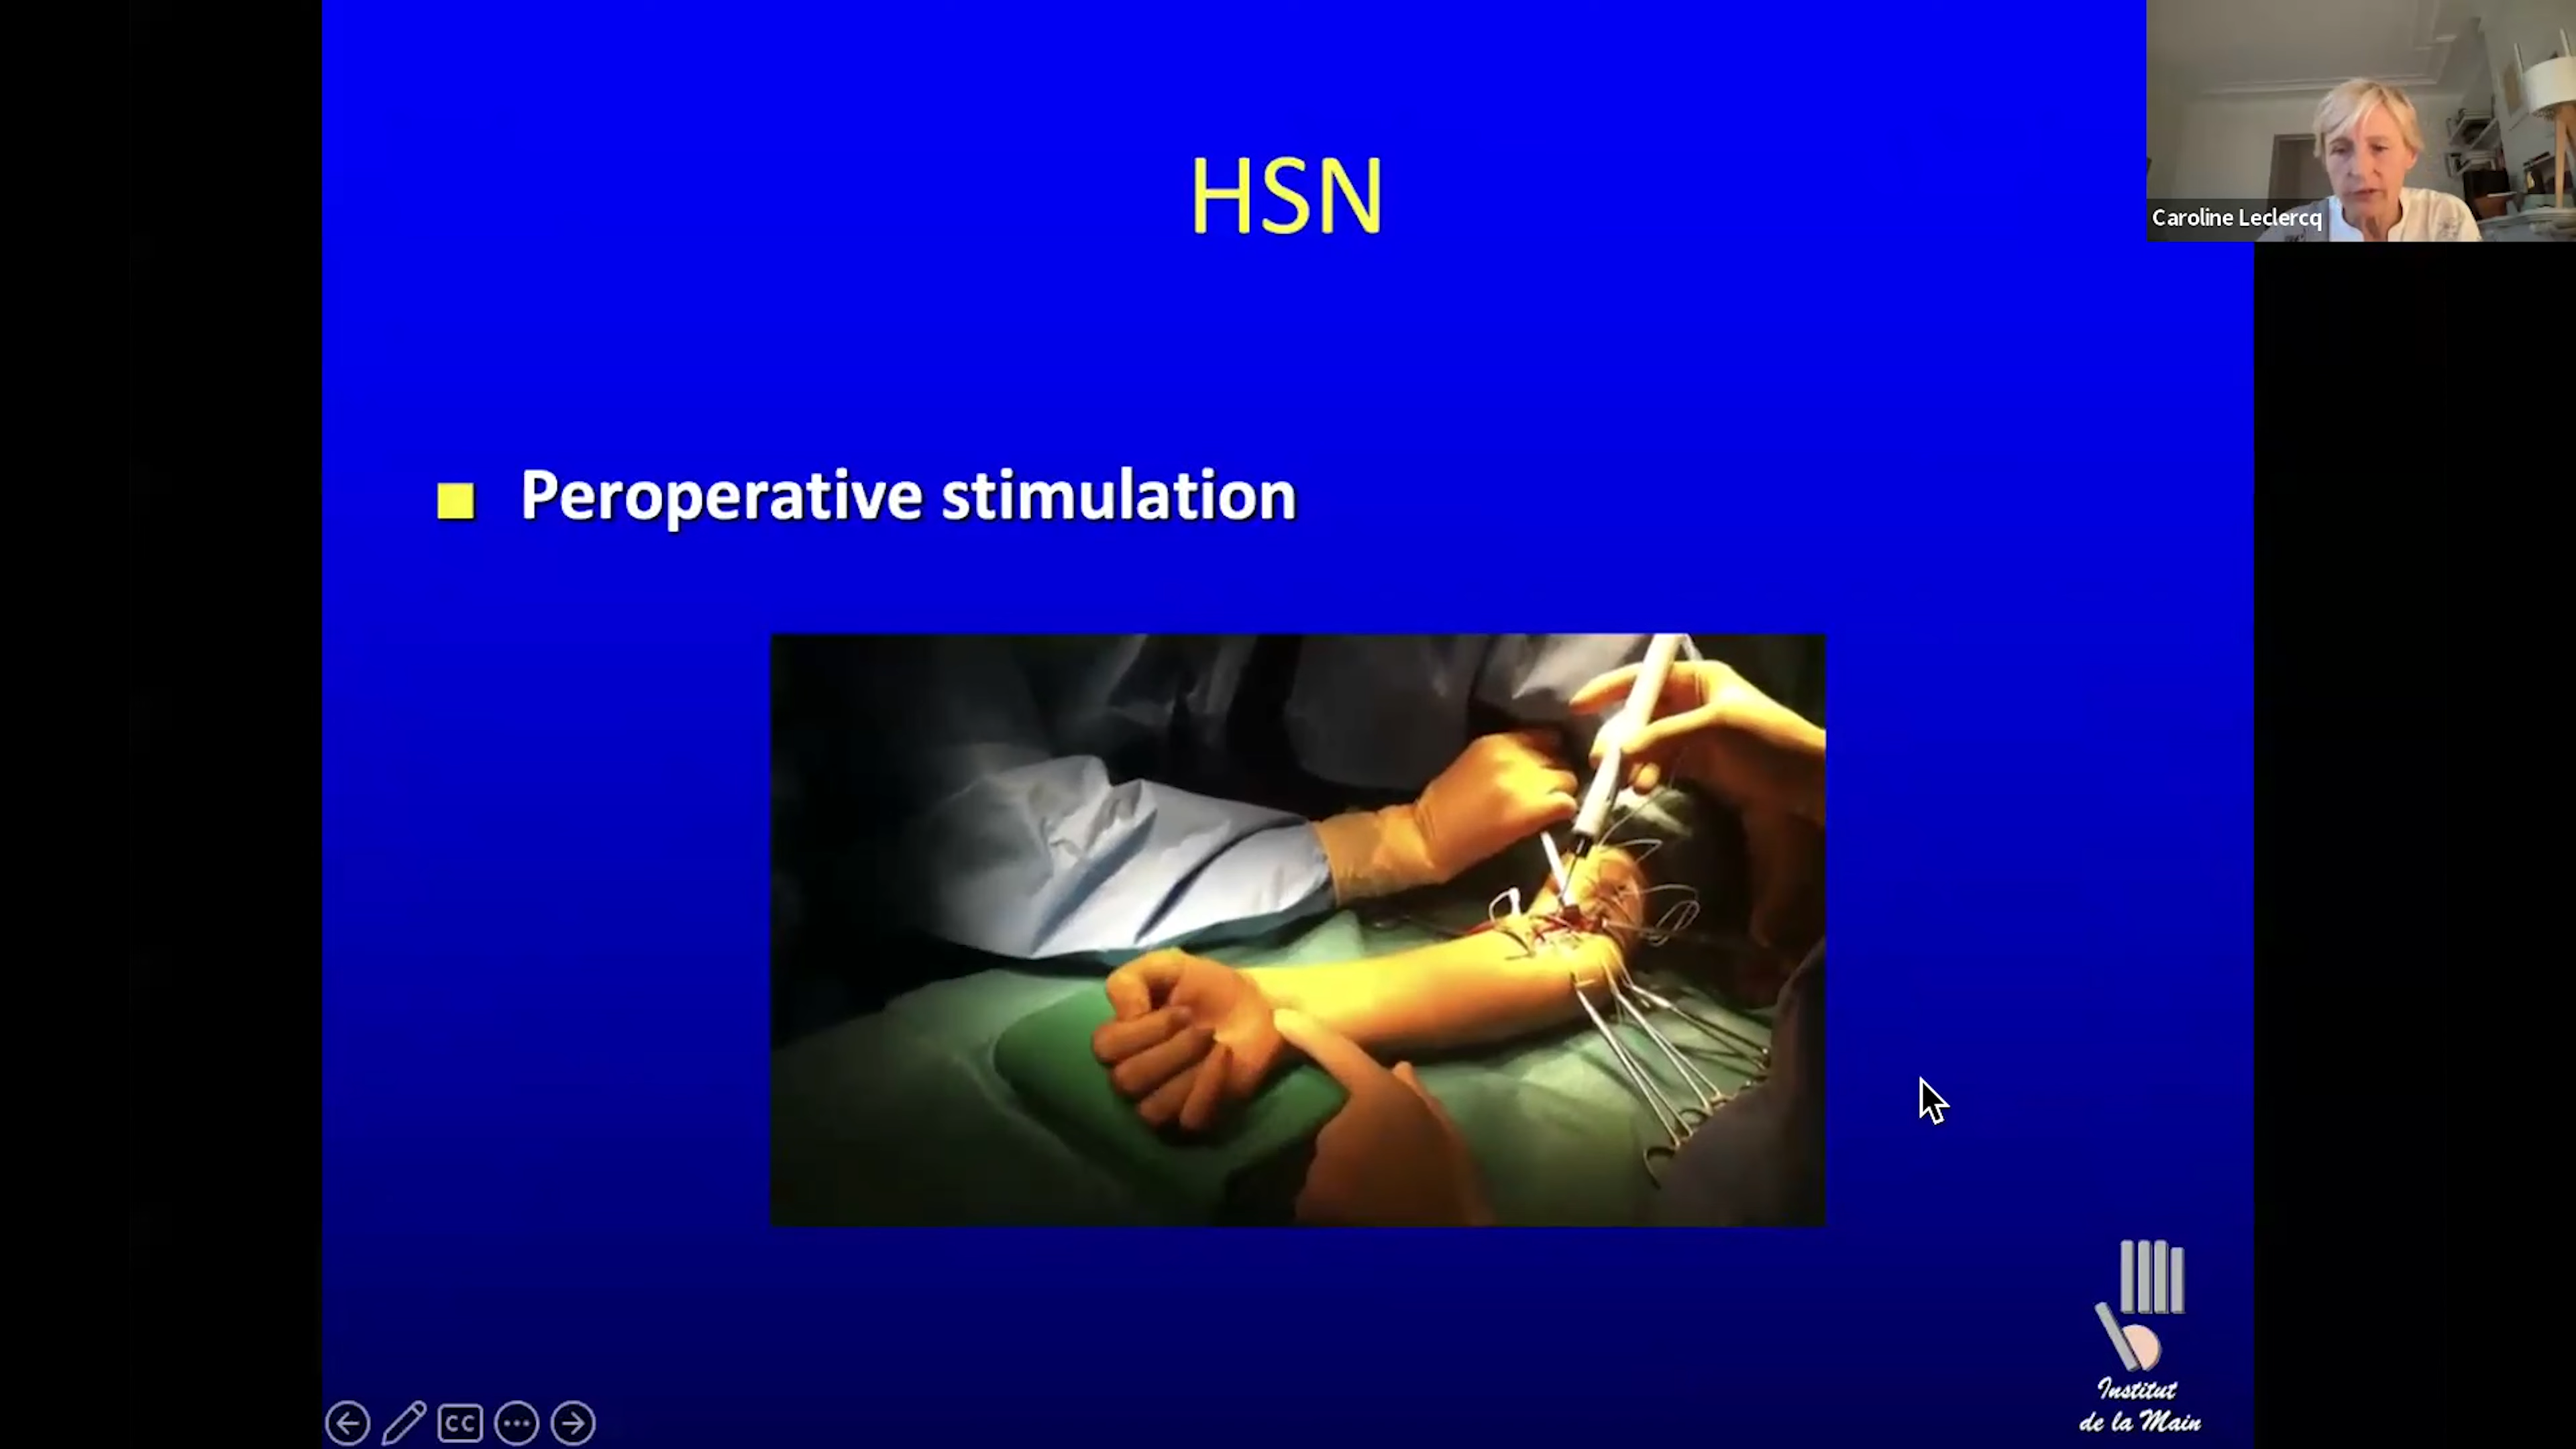 HSN
Caroline Leclercq
Peroperative stimulation
CC
Institut
de la Main